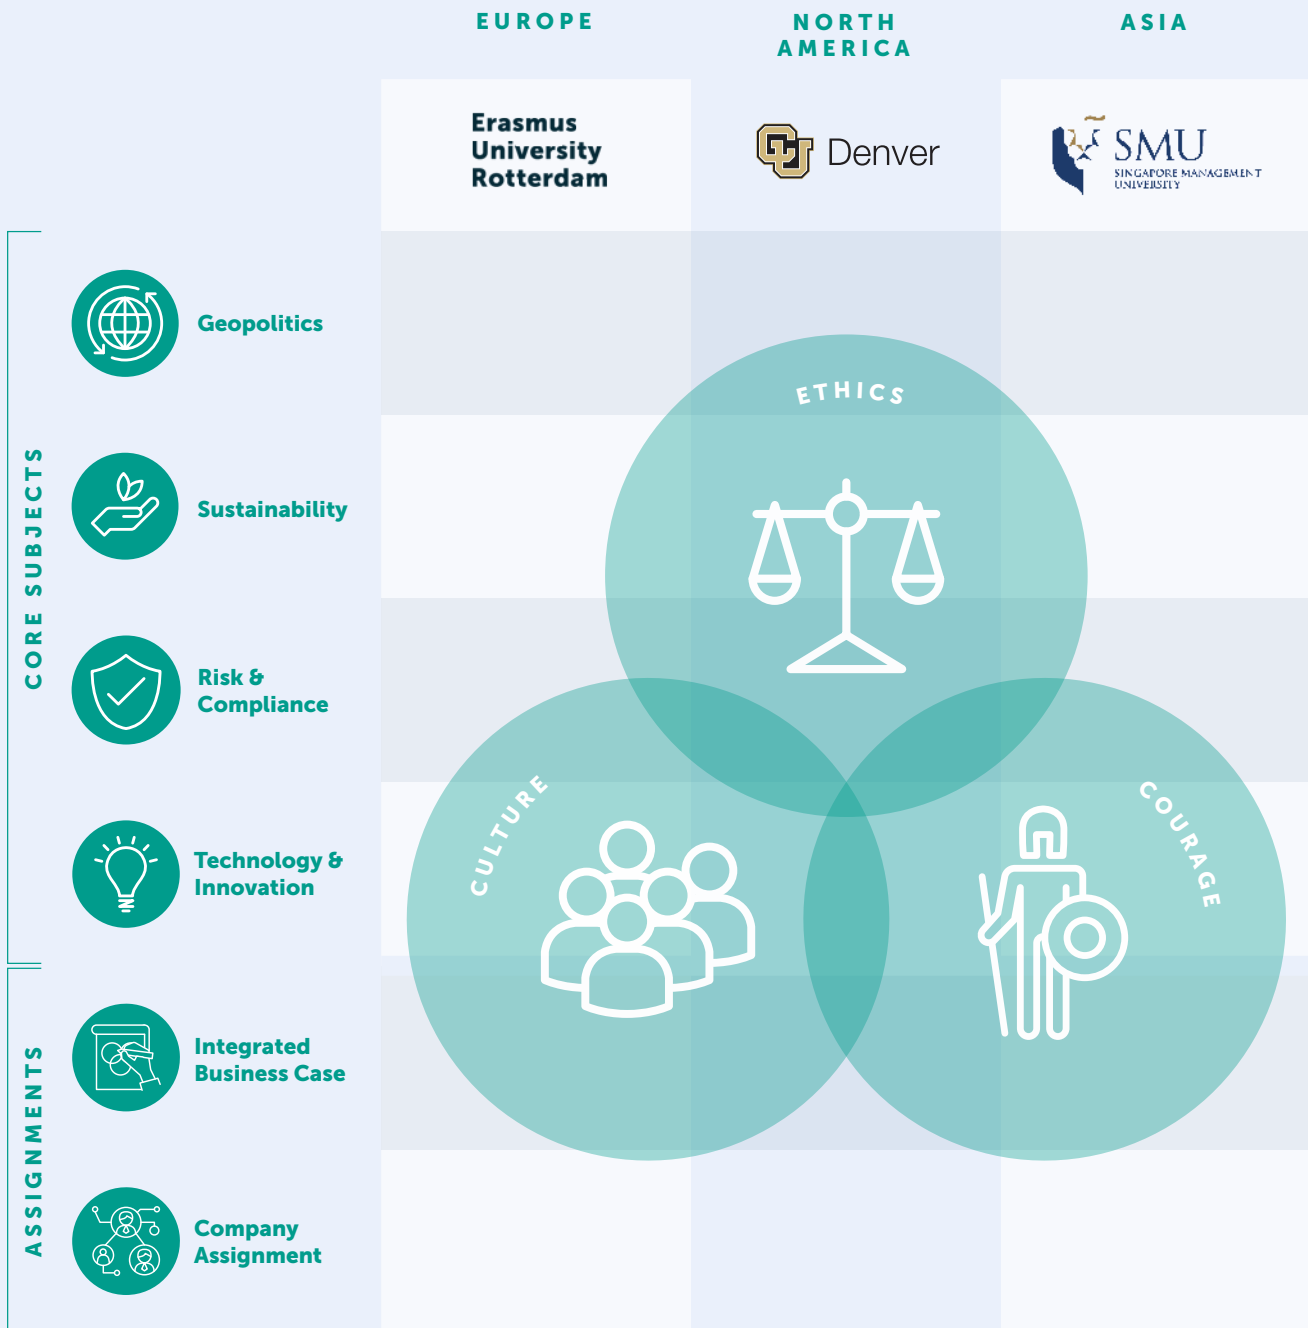 EUROPE
NORTH
AMERICA
ASIA
Erasmus
University
Rotterdam
CU Denver
SMU
SINGAPORE MANAGEMENT
UNIVERSITY
CORE SUBJECTS
Geopolitics
Sustainability
Risk &
Compliance
Technology &
Innovation
ASSIGNMENTS
Integrated
Business Case
Company
Assignment
ETHICS
CULTURE
COURAGE